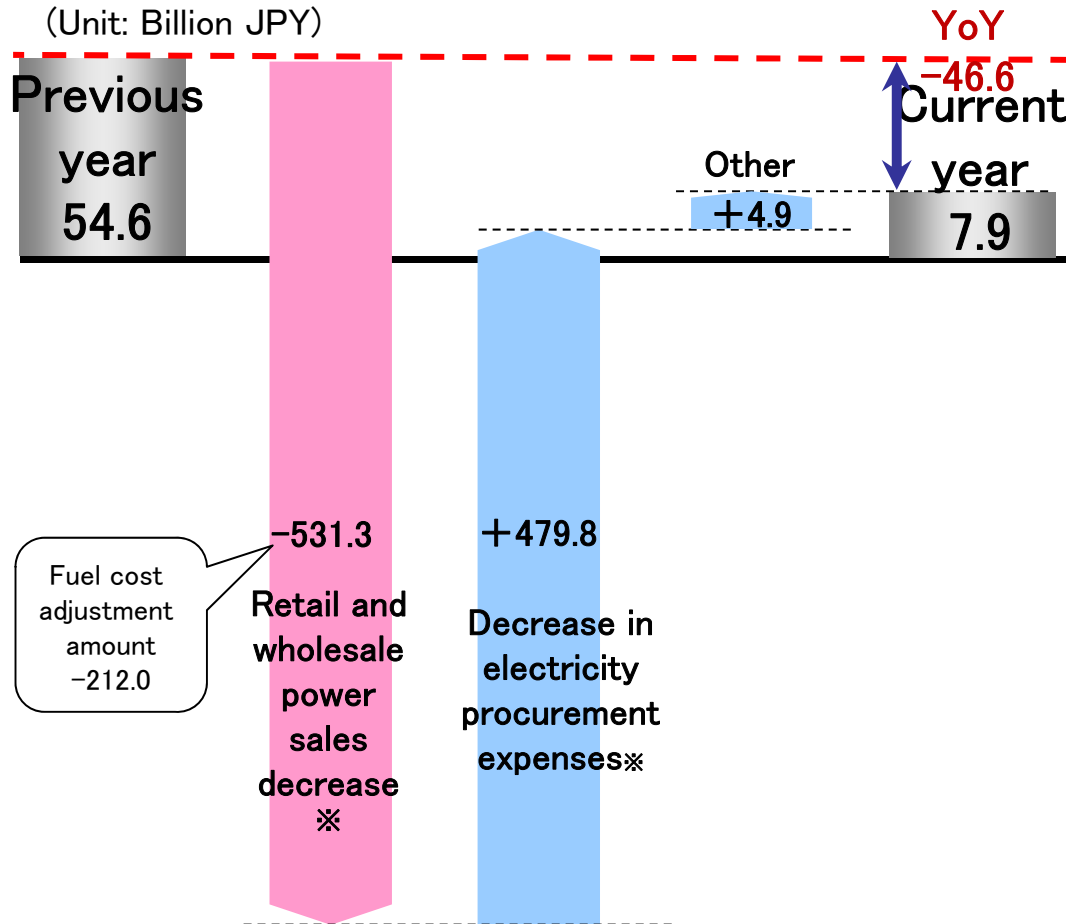 （Unit: Billion JPY）
YoY
-46.6
Previous
year
54.6
Current
year
7.9
Other
＋4.9
-531.3
＋479.8
Fuel cost
adjustment
amount
-212.0
Retail and
wholesale
power
sales
decrease
※
Decrease in
electricity
procurement
expenses※